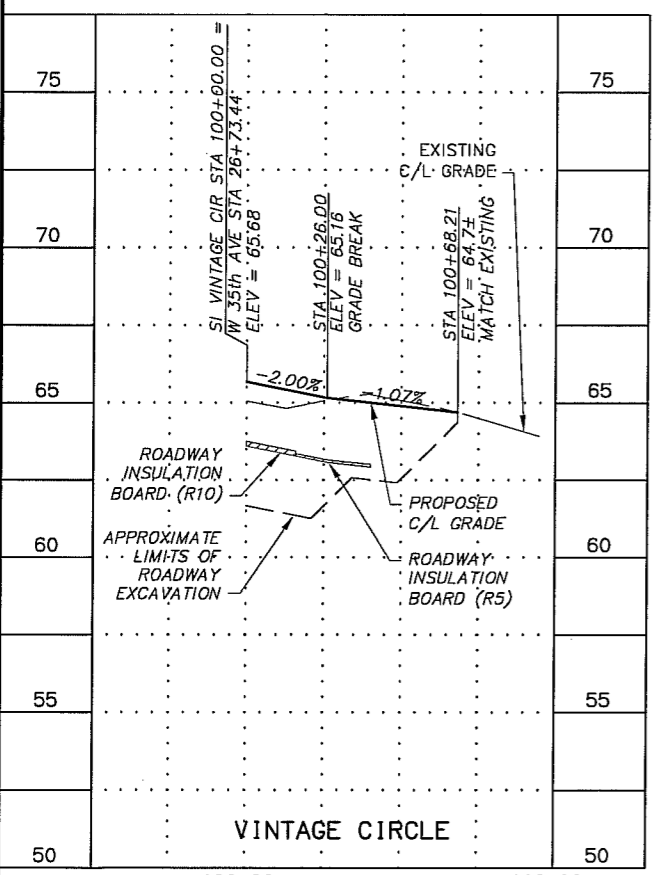 75
75
SI VINTAGE CIR STA 100+00.00 =
W 35th AVE STA 26+73.44
ELEV = 65.68
STA 100+26.00
ELEV = 65.16
GRADE BREAK
STA 100+68.21
ELEV = 64.7±
MATCH EXISTING
EXISTING
C/L GRADE
70
70
65
65
-2.00%
-1.07%
ROADWAY
INSULATION
BOARD (R10)
PROPOSED
C/L GRADE
APPROXIMATE
LIMITS OF
ROADWAY
EXCAVATION
ROADWAY
INSULATION
BOARD (R5)
60
60
55
55
VINTAGE CIRCLE
50
50